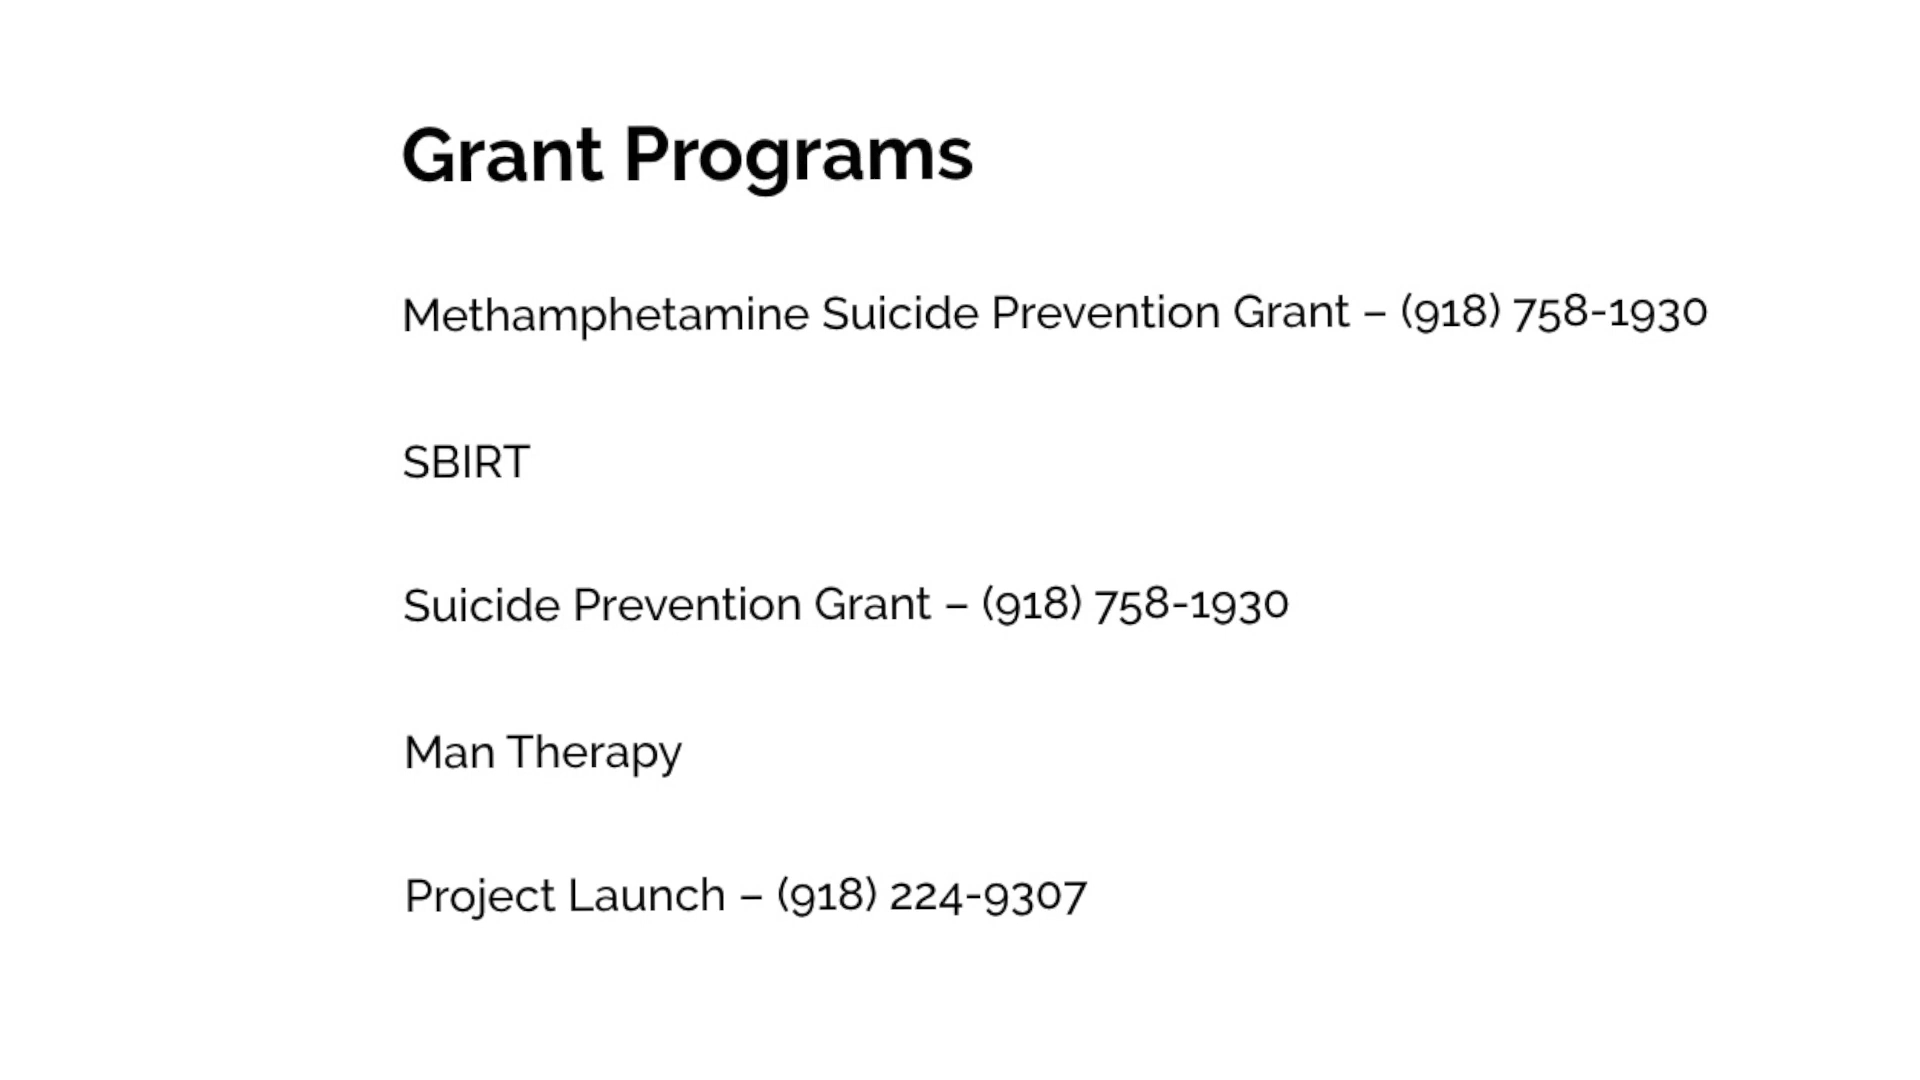 Grant Programs
Methamphetamine Suicide Prevention Grant – (918) 758-1930
SBIRT
Suicide Prevention Grant – (918) 758-1930
Man Therapy
Project Launch – (918) 224-9307